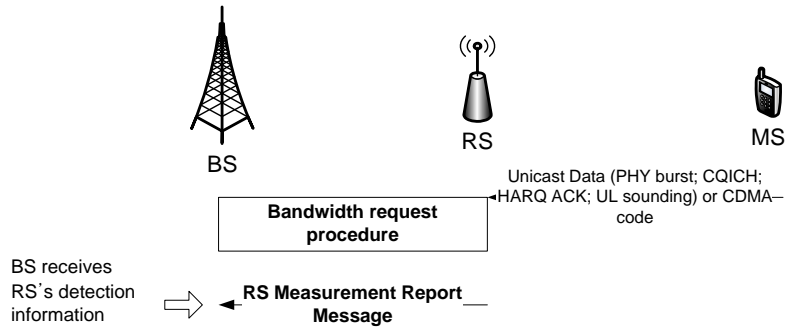 BS
RS
MS
Unicast Data (PHY burst; CQICH;
HARQ ACK; UL sounding) or CDMA
code
Bandwidth request
procedure
BS receives
RS's detection
information
RS Measurement Report
Message